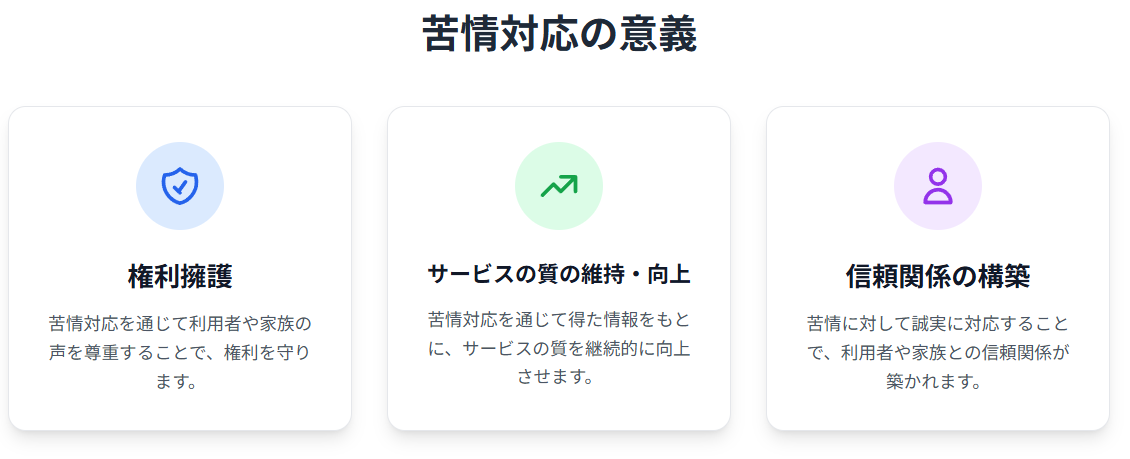 苦情対応の意義
権利擁護
苦情対応を通じて利用者や家族の
声を尊重することで、権利を守り
ます。
サービスの質の維持・向上
苦情対応を通じて得た情報をもと
に、サービスの質を継続的に向上
させます。
信頼関係の構築
苦情に対して誠実に対応すること
で、利用者や家族との信頼関係が
築かれます。